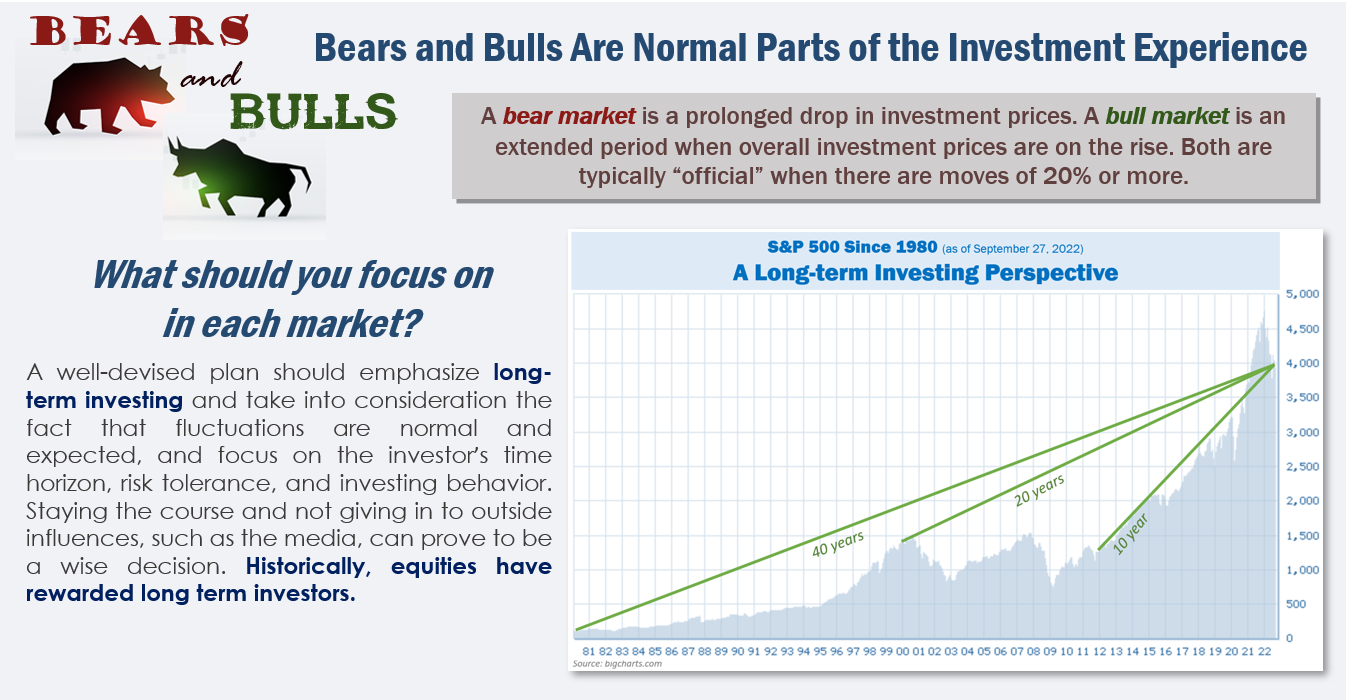 BEARS
and
BULLS
Bears and Bulls Are Normal Parts of the Investment Experience
A bear market is a prolonged drop in investment prices. A bull market is an
extended period when overall investment prices are on the rise. Both are
typically “official” when there are moves of 20% or more.
What should you focus on
in each market?
A well-devised plan should emphasize long-
term investing and take into consideration the
fact that fluctuations are normal and
expected, and focus on the investor’s time
horizon, risk tolerance, and investing behavior.
Staying the course and not giving in to outside
influences, such as the media, can prove to be
a wise decision. Historically, equities have
rewarded long term investors.
S&P 500 Since 1980 (as of September 27, 2022)
A Long-term Investing Perspective
5,000
4,500
4,000
3,500
3,000
2,500
2,000
1,500
1,000
500
0
40 years
20 years
10 year
81 82 83 84 85 86 87 88 89 90 91 92 93 94 95 96 97 98 99 00 01 02 03 04 05 06 07 08 09 10 11 12 13 14 15 16 17 18 19 20 21 22
Source: bigcharts.com